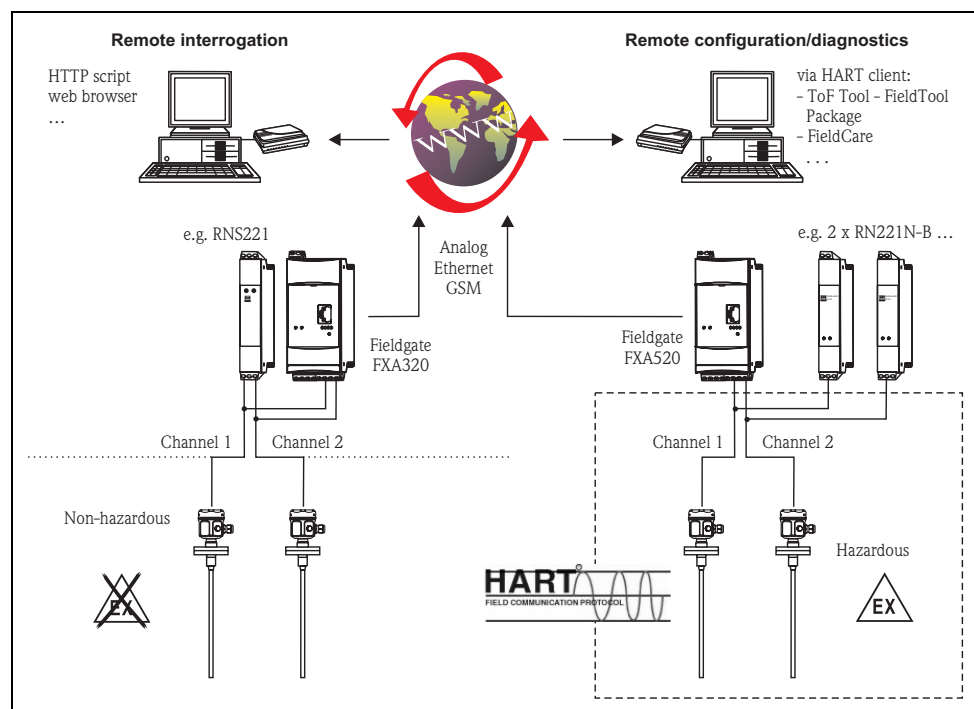 Remote interrogation
HTTP script
web browser
…
Remote configuration/diagnostics
via HART client:
- ToF Tool - FieldTool
Package
- FieldCare
. . .
WWW
e.g. RNS221
Analog
Ethernet
GSM
e.g. 2 x RN221N-B …
Fieldgate
FXA320
Fieldgate
FXA520
Channel 1
Channel 2
Channel 1
Channel 2
Non-hazardous
EX
Hazardous
EX
HART
FIELD COMMUNICATION PROTOCOL